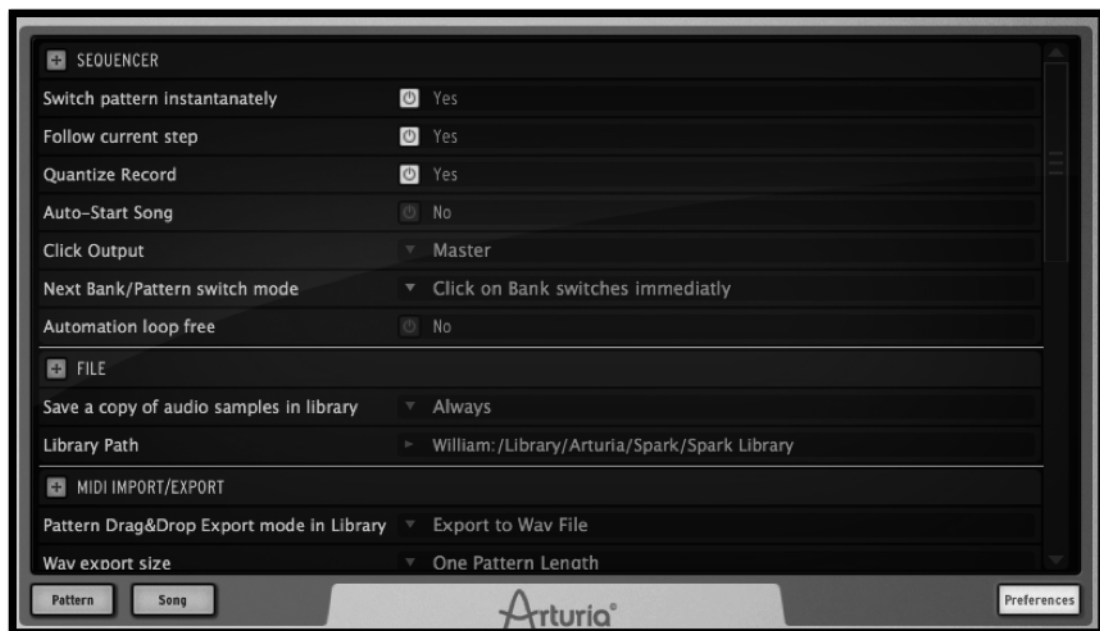 SEQUENCER
Switch pattern instantanately Yes
Follow current step Yes
Quantize Record Yes
Auto-Start Song No
Click Output Master
Next Bank/Pattern switch mode Click on Bank switches immediatly
Automation loop free No
FILE
Save a copy of audio samples in library Always
Library Path William:/Library/Arturia/Spark/Spark Library
MIDI IMPORT/EXPORT
Pattern Drag&Drop Export mode in Library Export to Wav File
Wav export size One Pattern Length
Pattern Song Arturia® Preferences